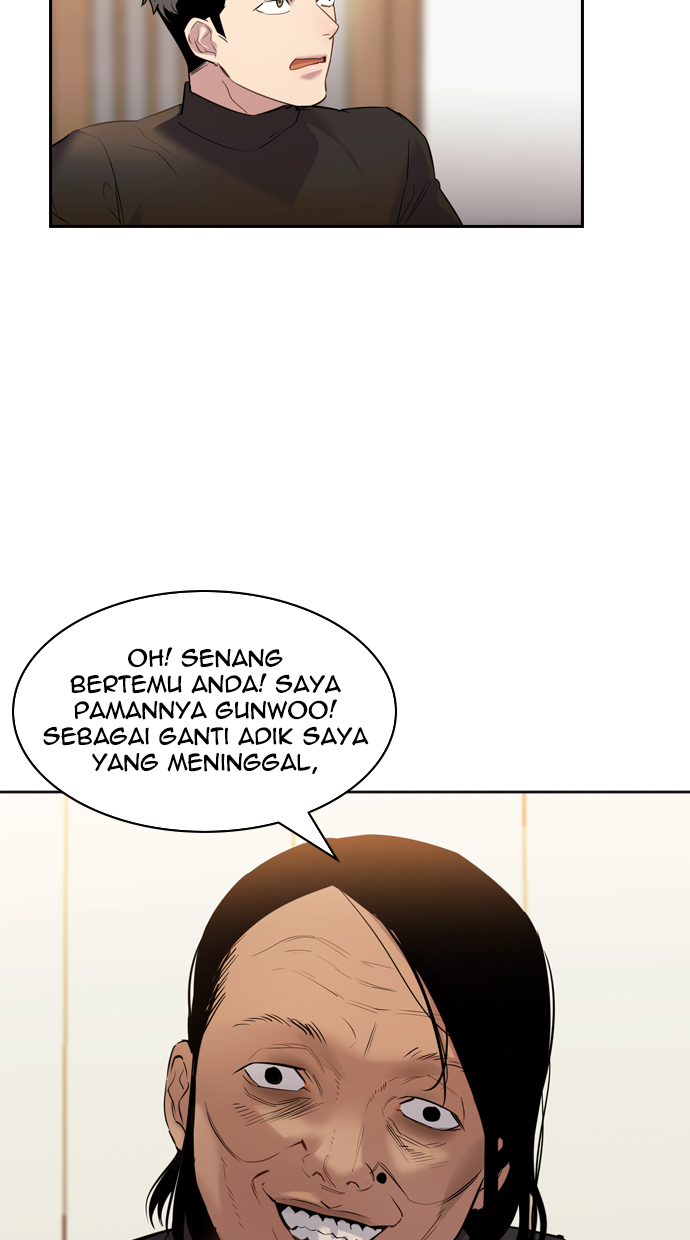 OH! SENANG
BERTEMU ANDA! SAYA
PAMANNYA GUNWOO!
SEBAGAI GANTI ADIK SAYA
YANG MENINGGAL,